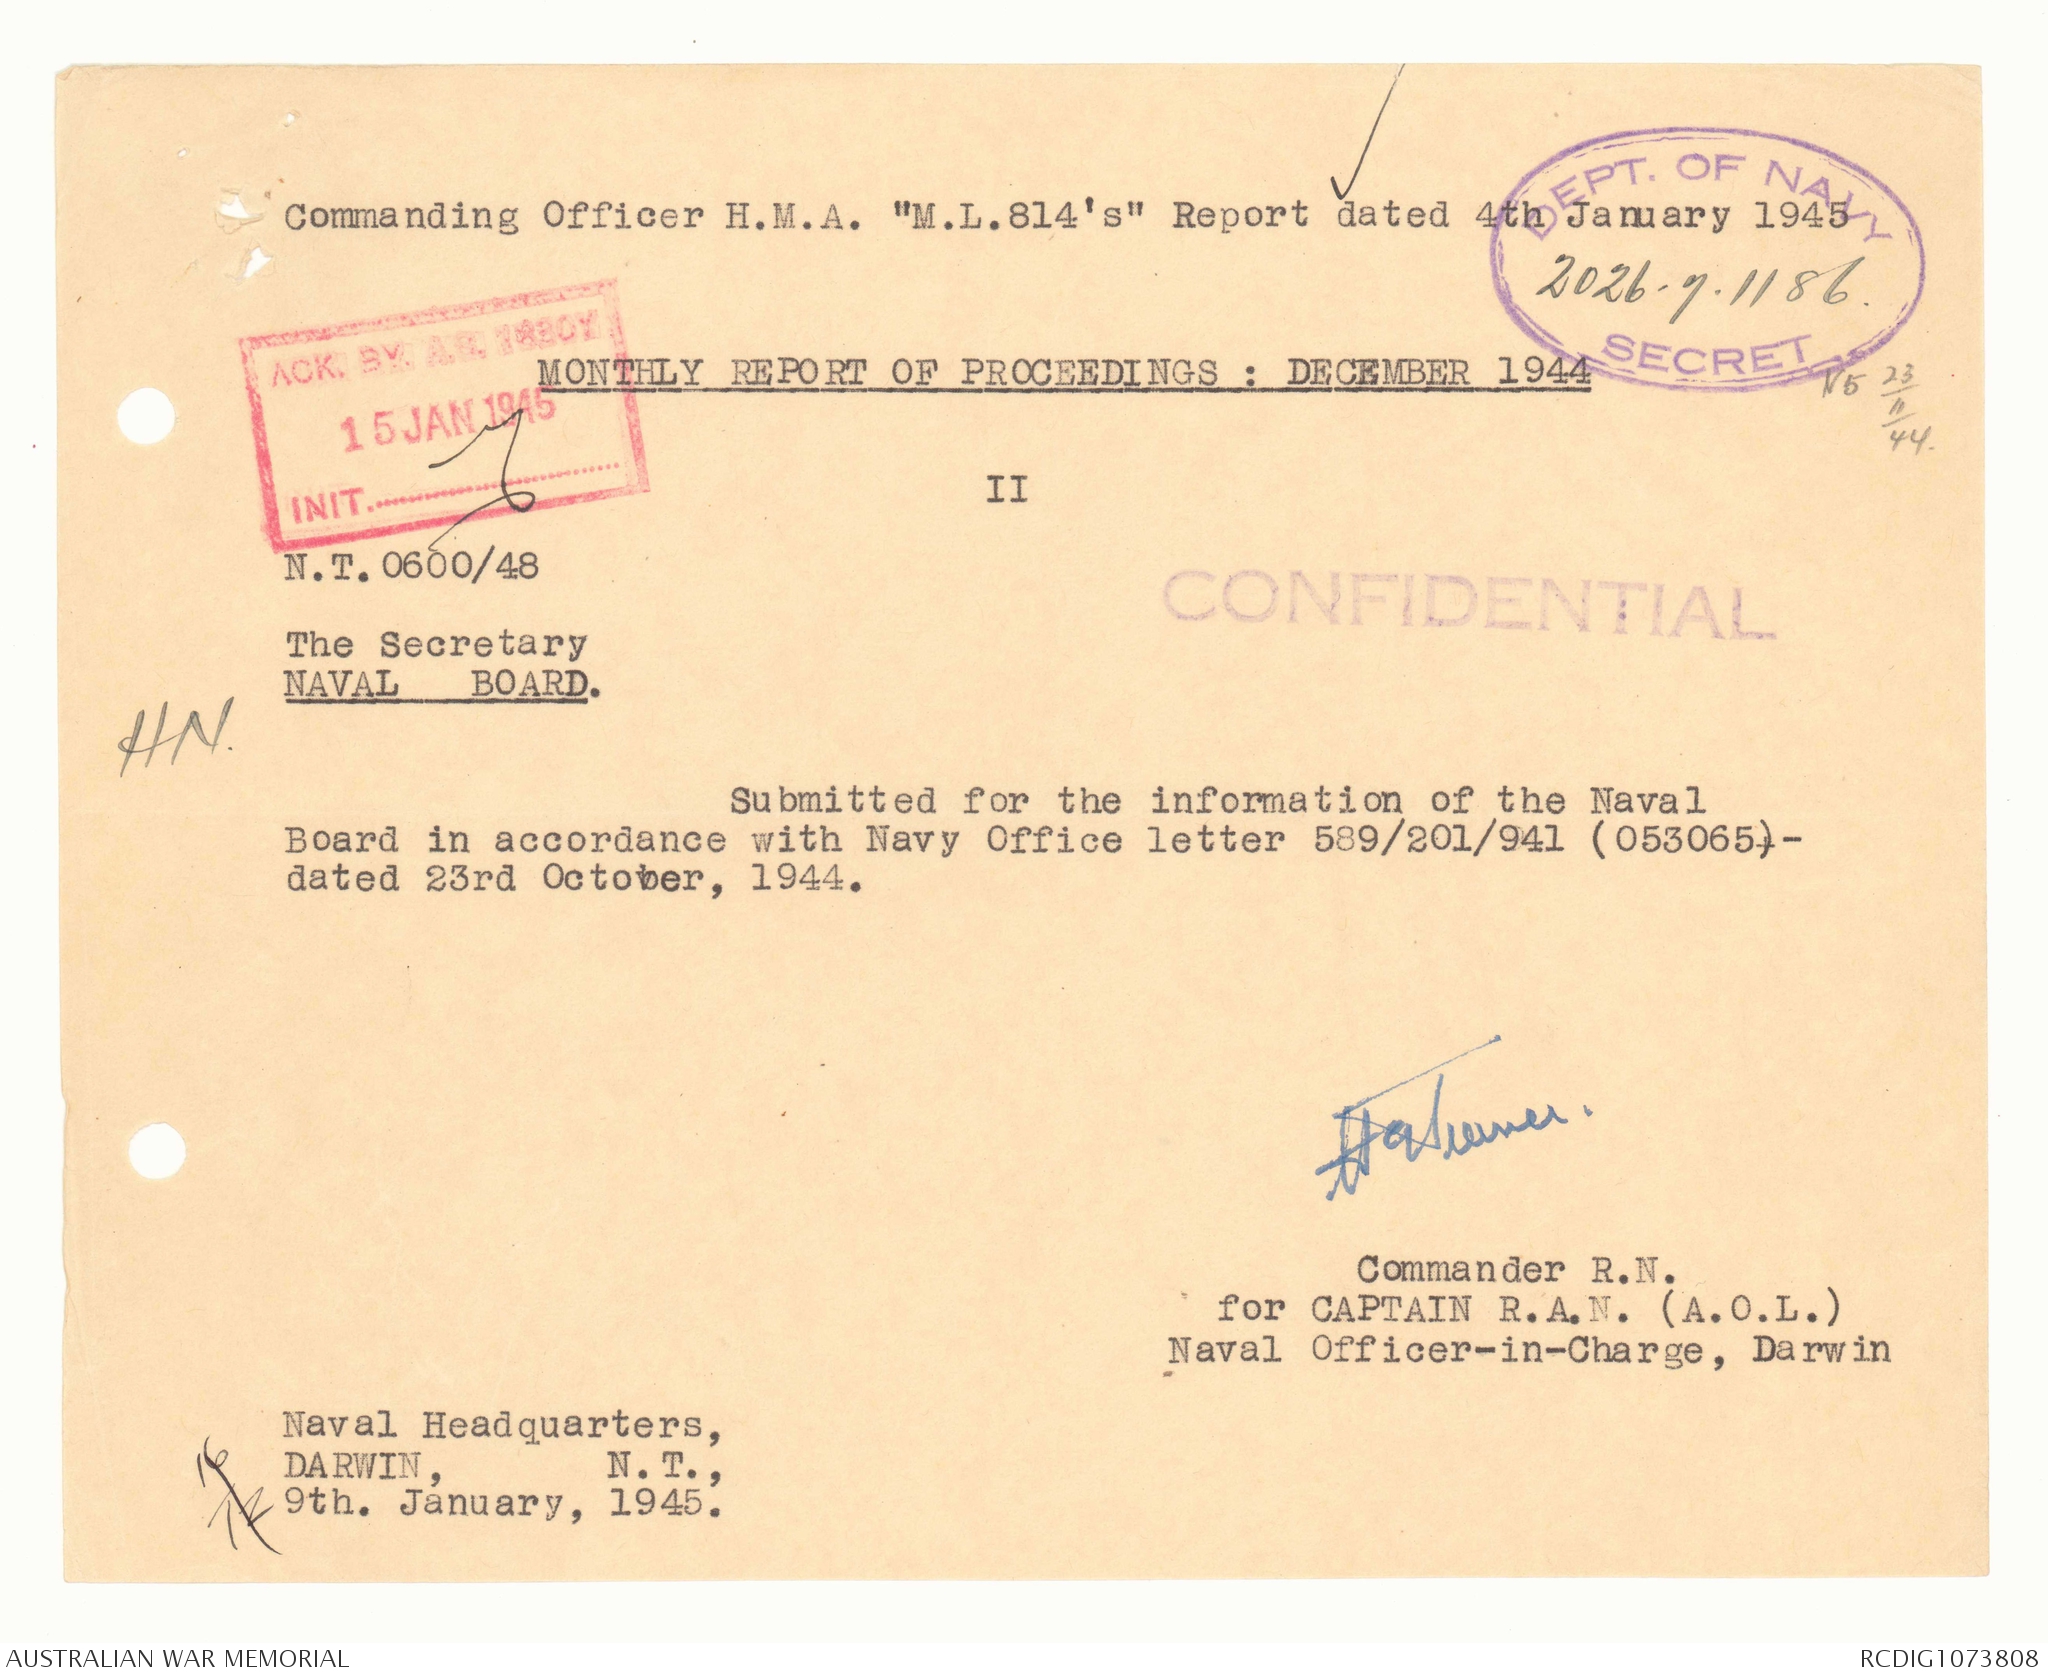 Commanding Officer H.M.A. "M.L.814's" Report dated 4th January 1945
DEPT. OF NAVY
2026.9.1186.
SECRET
N5 23/11/44.
MONTHLY REPORT OF PROCEEDINGS : DECEMBER 1944
ACK. BY. A.S.
15 JAN 1945
INIT.
II
N.T. 0600/48
CONFIDENTIAL
The Secretary
NAVAL BOARD.
HN.
Submitted for the information of the Naval
Board in accordance with Navy Office letter 589/201/941 (053065)-
dated 23rd October, 1944.
Commander R.N.
for CAPTAIN R.A.N. (A.O.L.)
Naval Officer-in-Charge, Darwin
Naval Headquarters,
DARWIN, N.T.,
9th. January, 1945.
AUSTRALIAN WAR MEMORIAL
RCDIG1073808